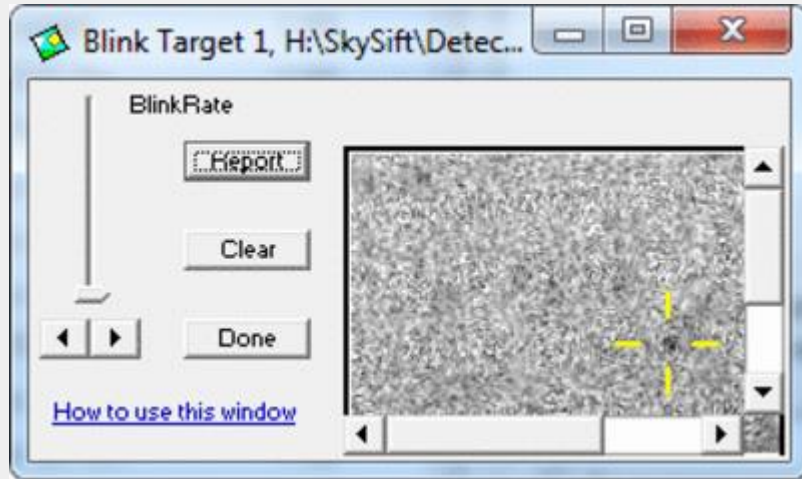 Blink Target 1, H:\SkySift\Detec...
BlinkRate
Report
Clear
Done
How to use this window